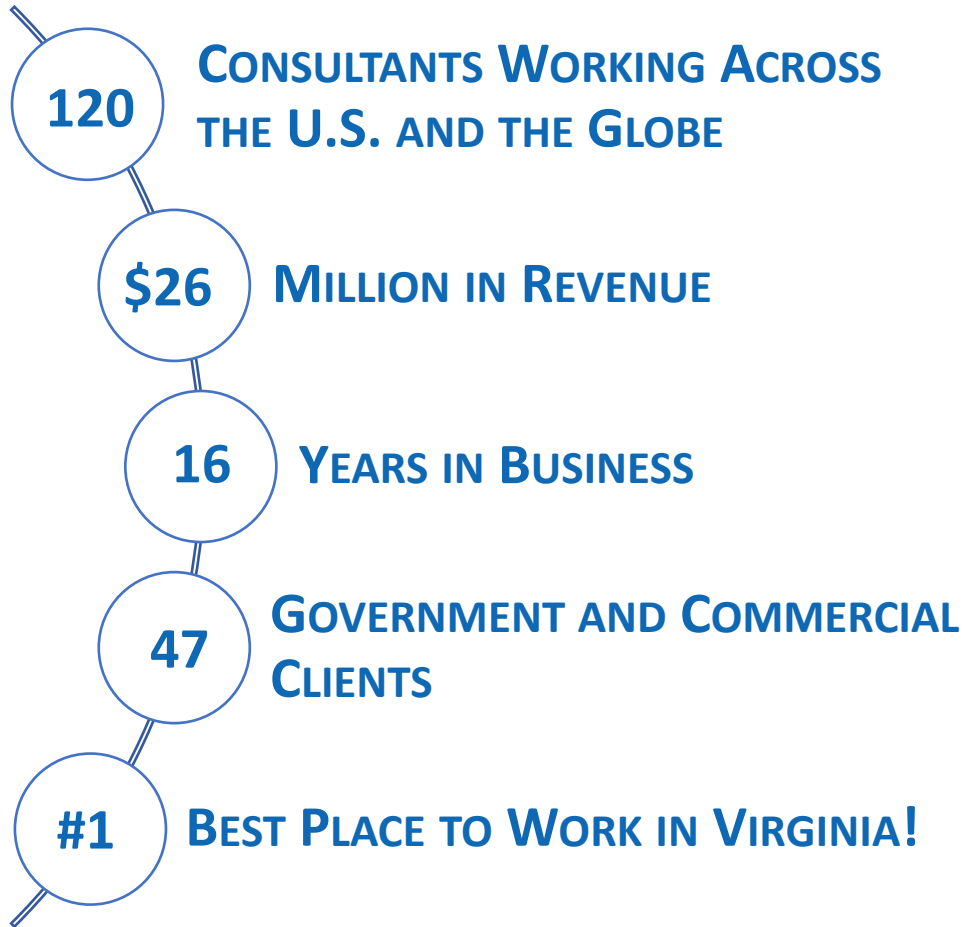 120
Consultants Working Across
the U.S. and the Globe
$26
Million in Revenue
16
Years in Business
47
Government and Commercial
Clients
#1
Best Place to Work in Virginia!